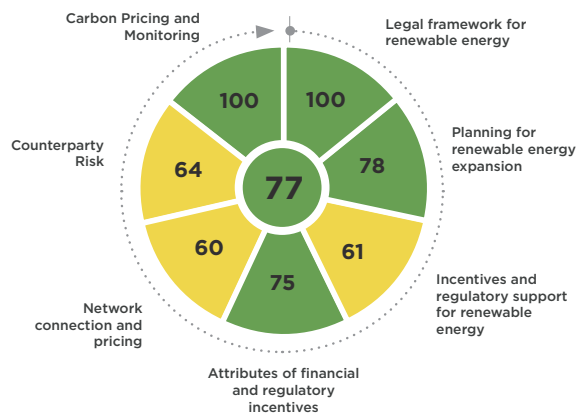 Legal framework for
renewable energy
100
Planning for
renewable energy
expansion
78
Incentives and
regulatory support
for renewable
energy
61
Attributes of financial
and regulatory
incentives
75
Network
connection and
pricing
60
Counterparty
Risk
64
Carbon Pricing and
Monitoring
100
77